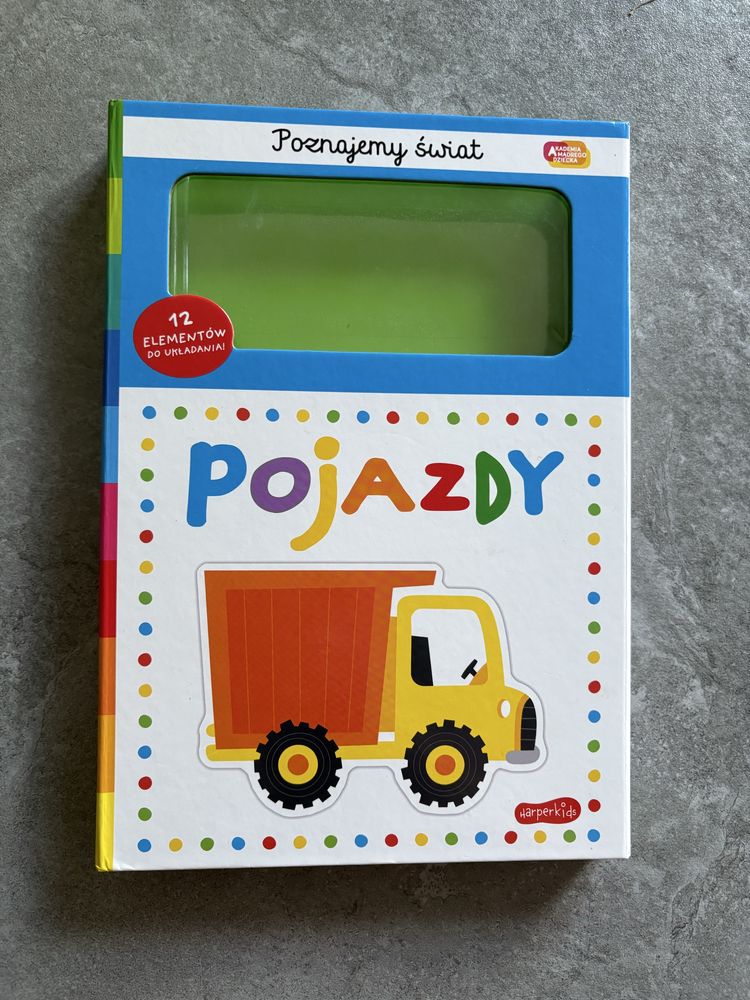 Poznajemy świat
AKADEMIA
MĄDREGO
DZIECKA
12
ELEMENTÓW
DO UKŁADANIA!
POJAZDY
Harperkids